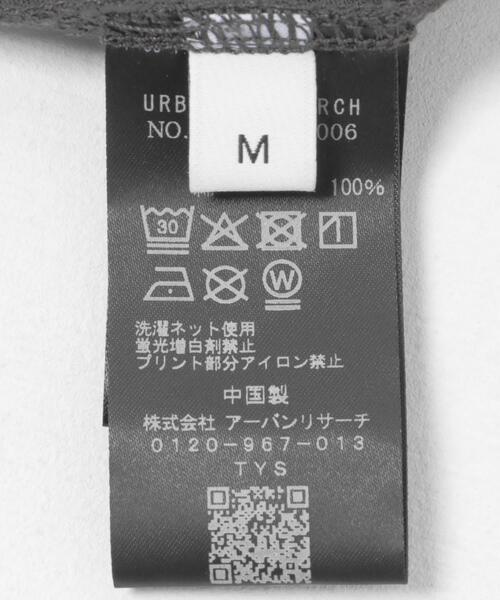 URB RCH
NO. 006
M
100%
30
W
洗濯ネット使用
蛍光増白剤禁止
プリント部分アイロン禁止
中国製
株式会社 アーバンリサーチ
0120-967-013
TYS